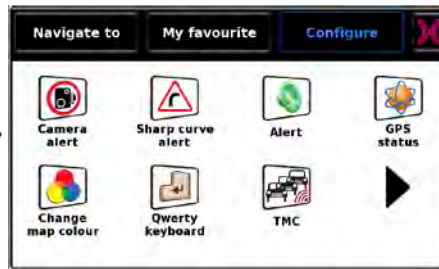 Navigate to My favourite Configure
Camera alert
Sharp curve alert
Alert
GPS status
Change map colour
Qwerty keyboard
TMC